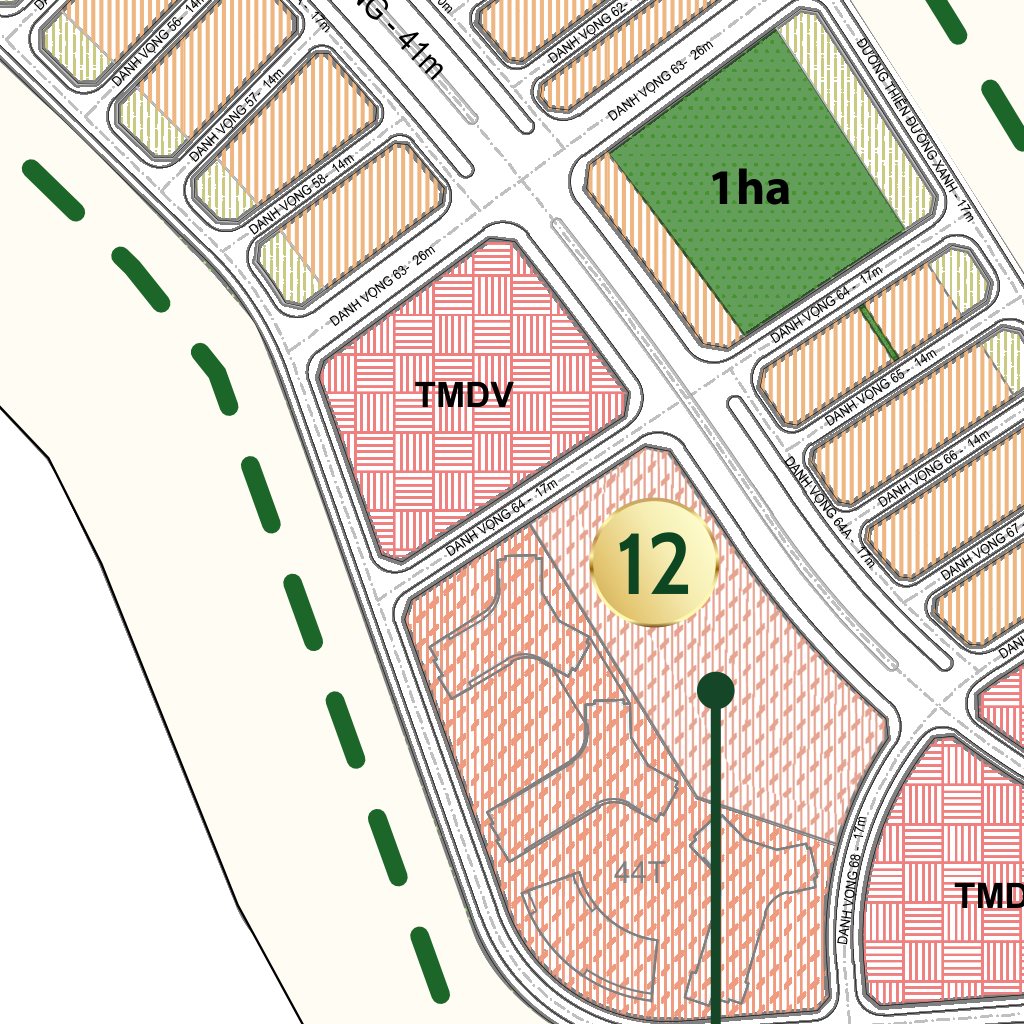 DANH VỌNG 56- 14m
17m
NG - 41m
DANH VỌNG 62-
DANH VỌNG 63- 26m
ĐƯỜNG THIÊN ĐƯỜNG XANH - 17m
DANH VỌNG 57- 14m
DANH VỌNG 58- 14m
1ha
DANH VỌNG 63- 26m
DANH VỌNG 64 - 17m
TMDV
DANH VỌNG 65 - 14m
DANH VỌNG 66 - 14m
DANH VỌNG 64 - 17m
DANH VỌNG 64A - 17m
DANH VỌNG 67
12
DANH
44T
DANH VỌNG 68 - 17m
TMD